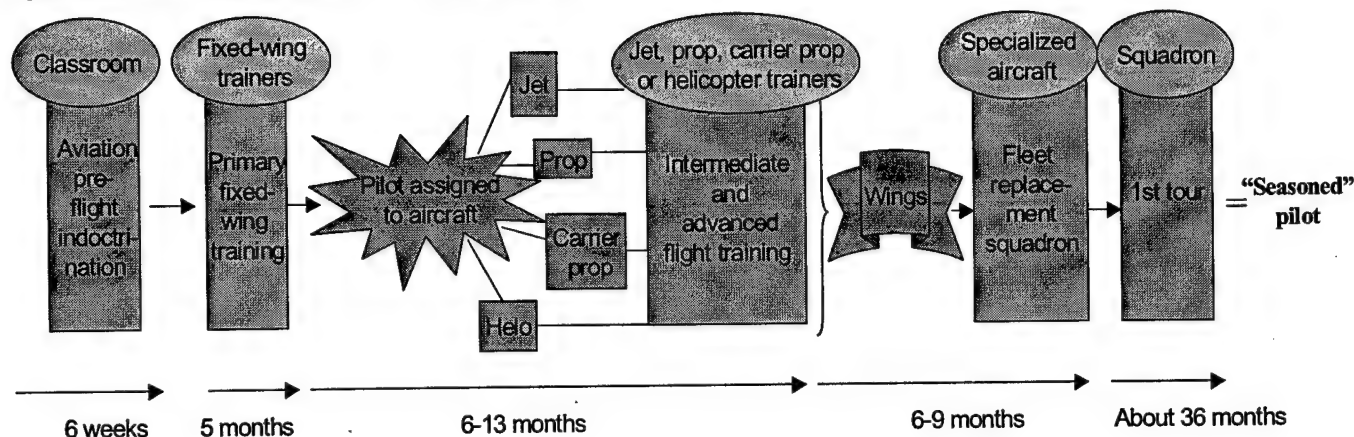 Classroom
Aviation
pre-
flight
indoctri-
nation
Fixed-wing
trainers
Primary
fixed-
wing
training
Pilot assigned
to aircraft
Jet
Prop
Carrier
prop
Helo
Jet, prop, carrier prop
or helicopter trainers
Intermediate
and
advanced
flight training
Wings
Specialized
aircraft
Fleet
replace-
ment
squadron
Squadron
1st tour
= “Seasoned”
pilot
6 weeks
5 months
6-13 months
6-9 months
About 36 months